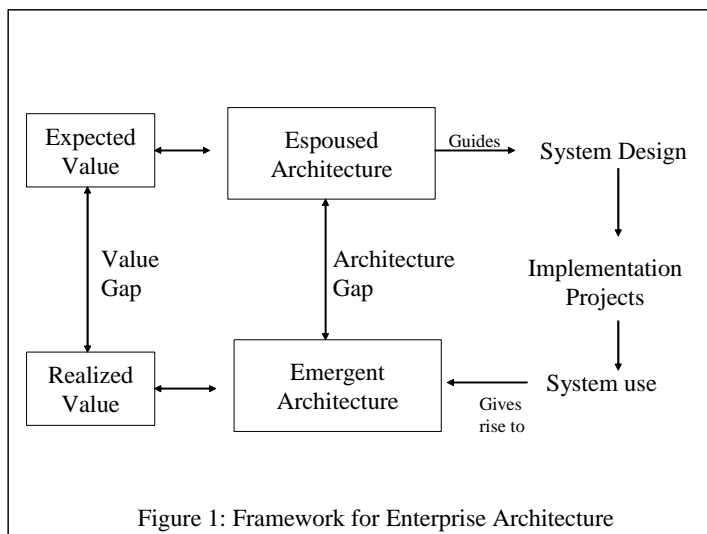 Expected
Value
Espoused
Architecture
Guides
System Design
Value
Gap
Architecture
Gap
Implementation
Projects
Realized
Value
Emergent
Architecture
System use
Gives
rise to
Figure 1: Framework for Enterprise Architecture